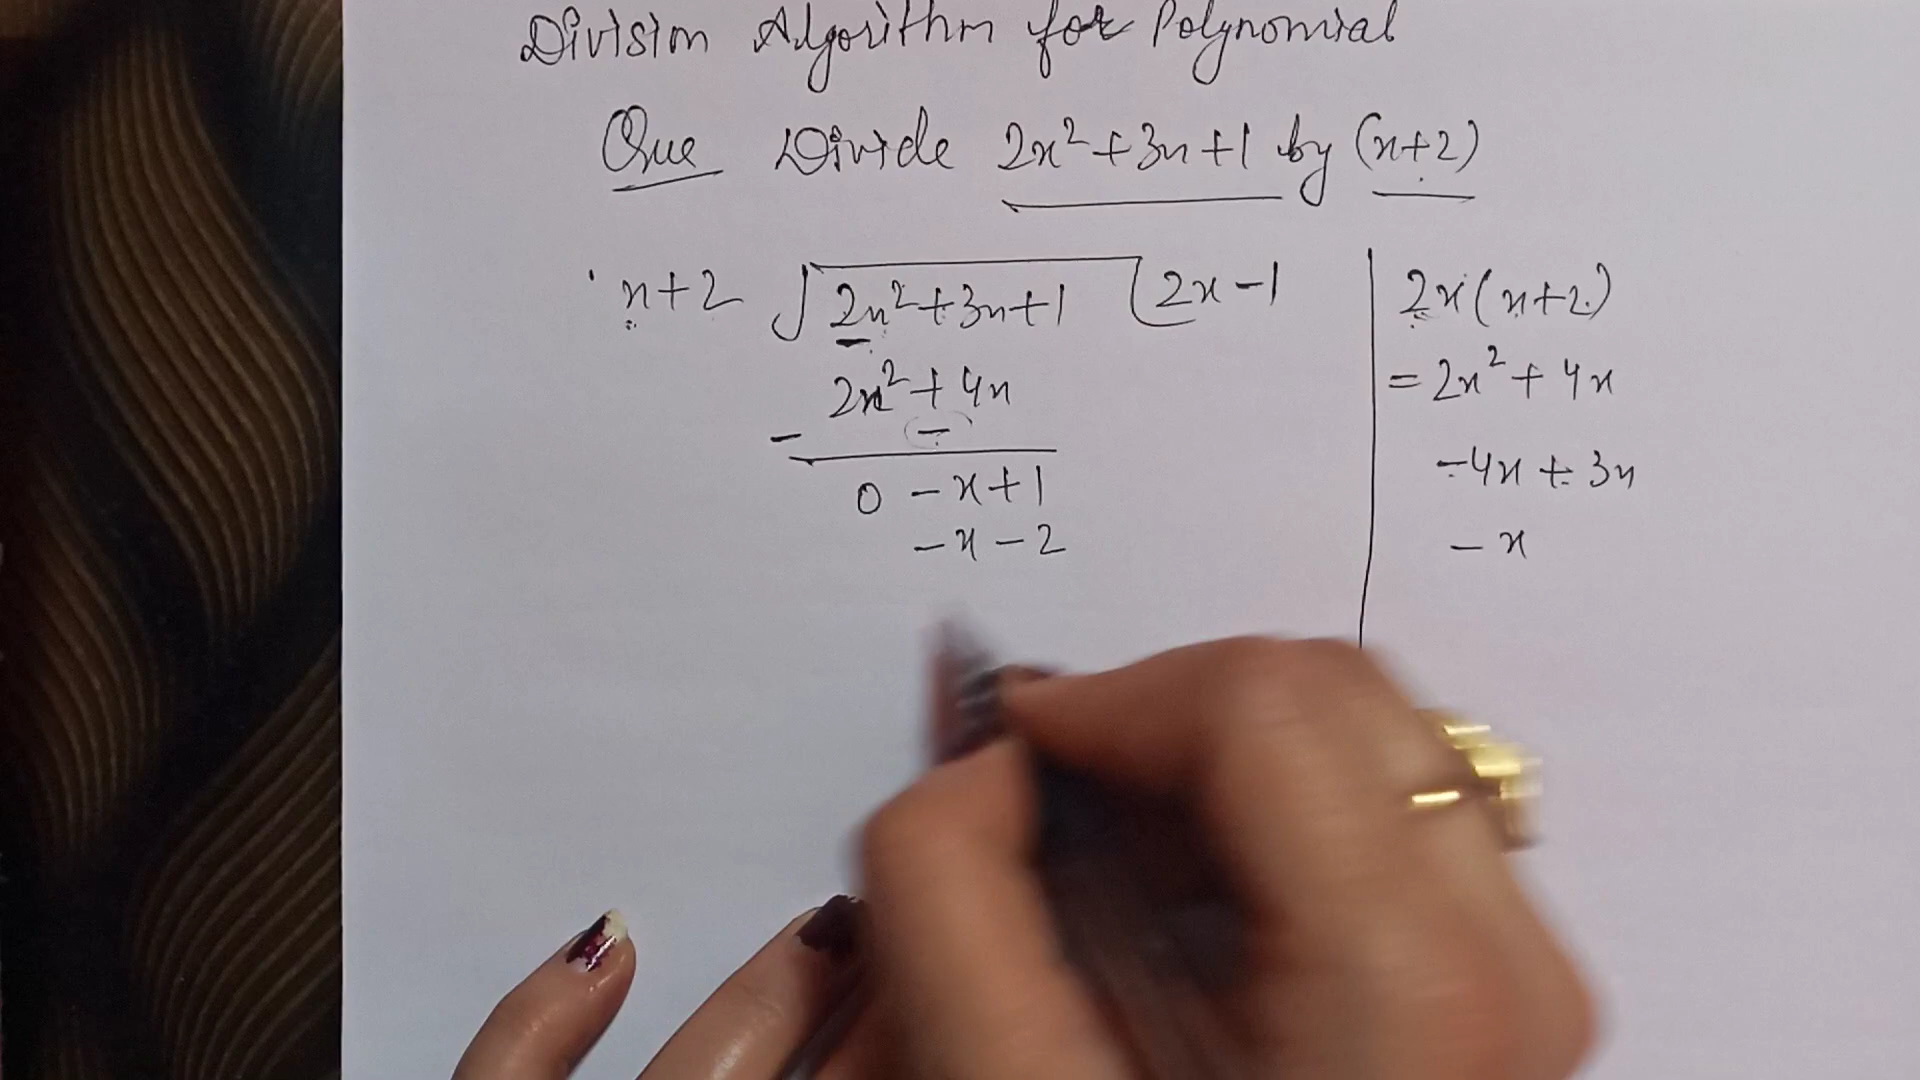 Division Algorithm for Polynomial
Que Divide 2x²+3x+1 by (x+2)
x+2 2x²+3x+1 2x-1
2x²+4x
- -
0 -x+1
-x-2
2x(x+2)
=2x²+4x
-4x+3x
-x